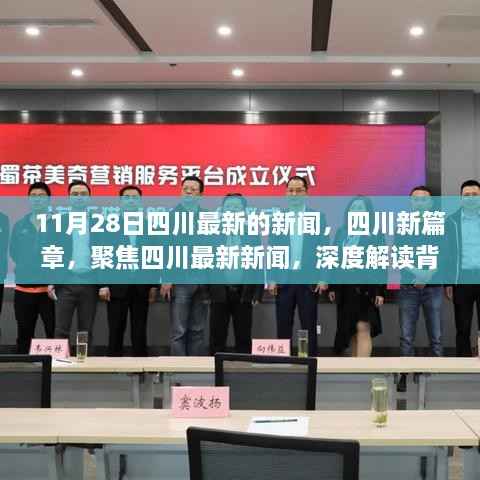 蜀茶美奇营销服务平台成立仪式
11月28日四川最新的新闻，四川新篇
章，聚焦四川最新新闻，深度解读背
窦波扬